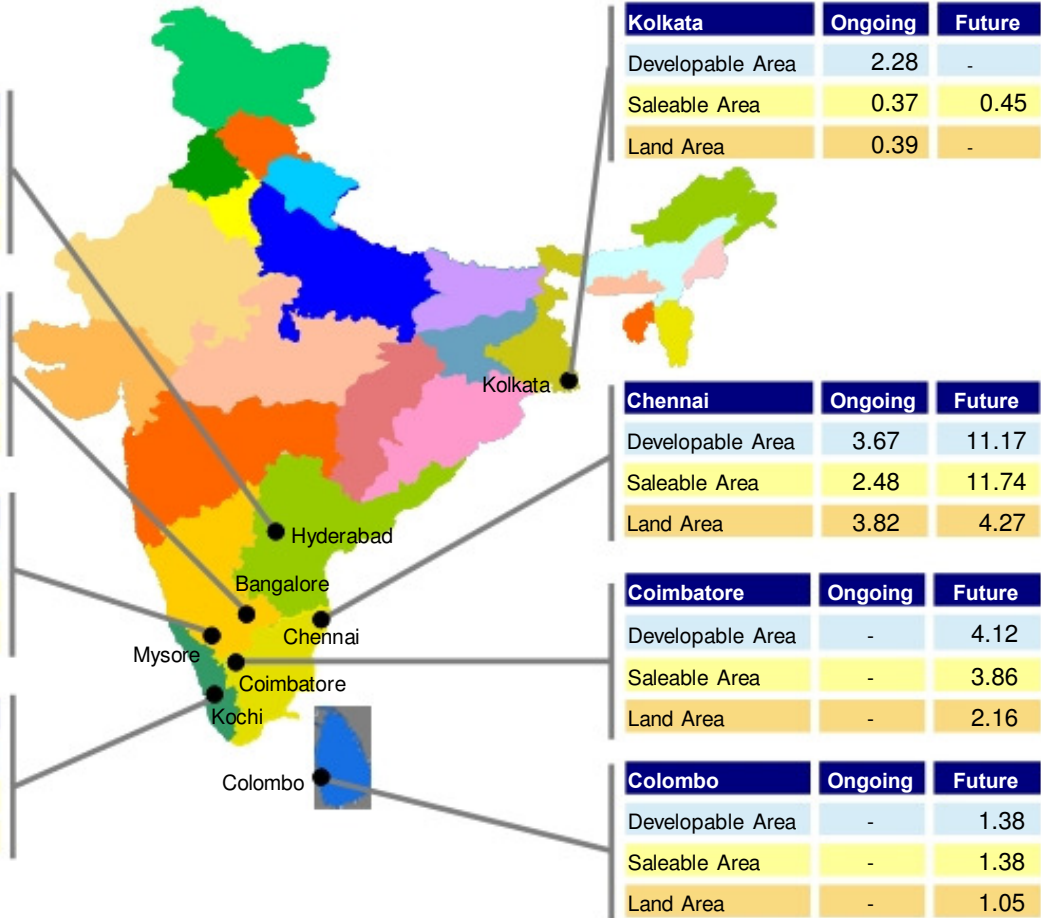 Kolkata Ongoing Future
Developable Area 2.28 -
Saleable Area 0.37 0.45
Land Area 0.39 -
Kolkata
Chennai Ongoing Future
Developable Area 3.67 11.17
Saleable Area 2.48 11.74
Land Area 3.82 4.27
Hyderabad
Bangalore
Chennai
Mysore
Coimbatore
Kochi
Coimbatore Ongoing Future
Developable Area - 4.12
Saleable Area - 3.86
Land Area - 2.16
Colombo
Colombo Ongoing Future
Developable Area - 1.38
Saleable Area - 1.38
Land Area - 1.05